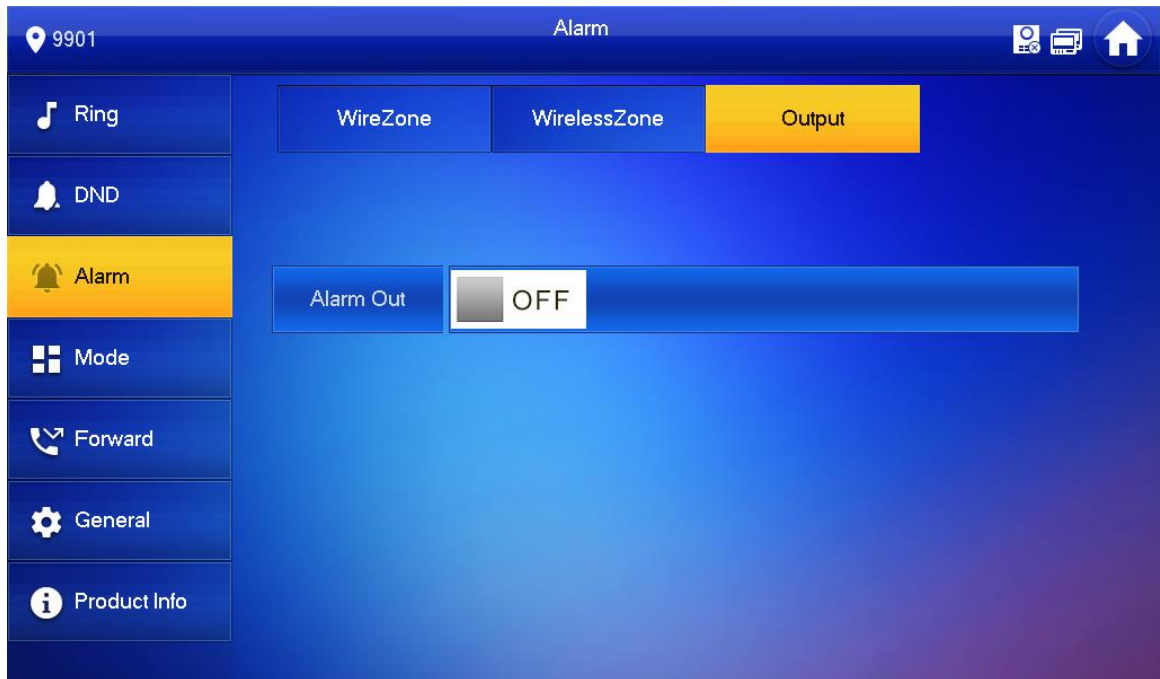 9901
Alarm
Ring
DND
Alarm
Mode
Forward
General
Product Info
WireZone
WirelessZone
Output
Alarm Out
OFF